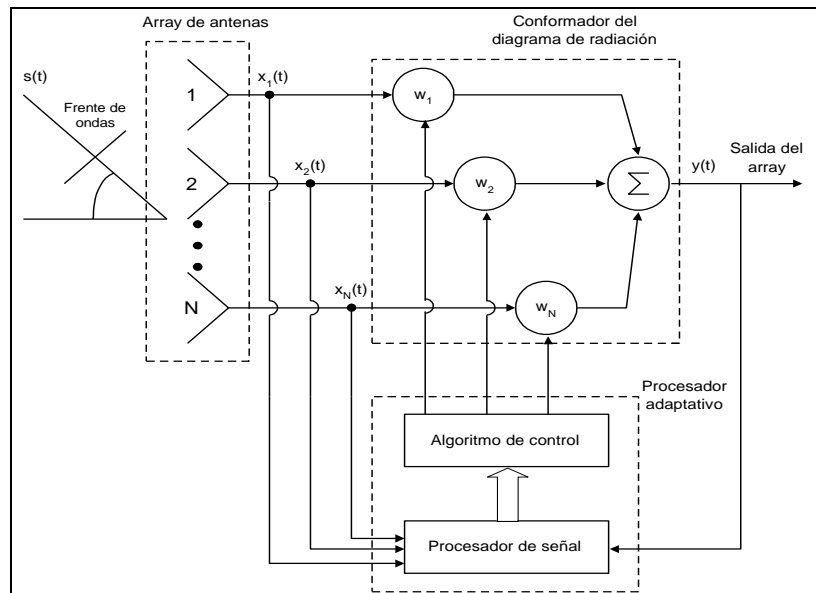 Array de antenas
Conformador del
diagrama de radiación
s(t)
Frente de
ondas
1
x1(t)
w1
2
x2(t)
w2
Σ
y(t)
Salida del
array
N
xN(t)
wN
Procesador
adaptativo
Algoritmo de control
Procesador de señal